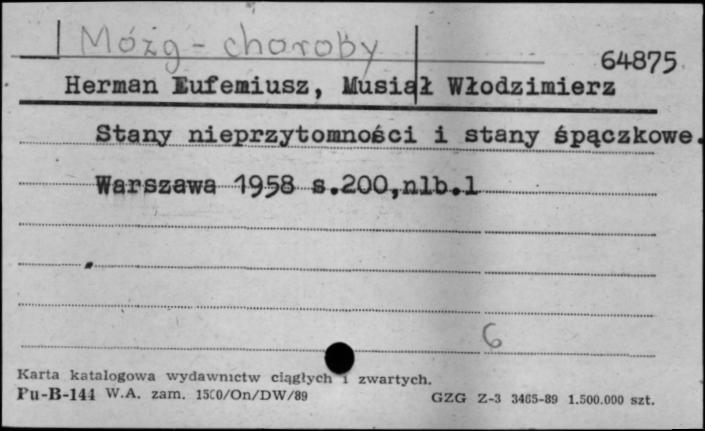 Mózg - choroby
64875
Herman Eufemiusz, Musiał Włodzimierz
Stany nieprzytomności i stany śpączkowe.
Warszawa 1958 s.200,nlb.1
6
Karta katalogowa wydawnictw ciągłych i zwartych.
Pu-B-144 W.A. zam. 1500/On/DW/89
GZG Z-3 3465-89 1.500.000 szt.